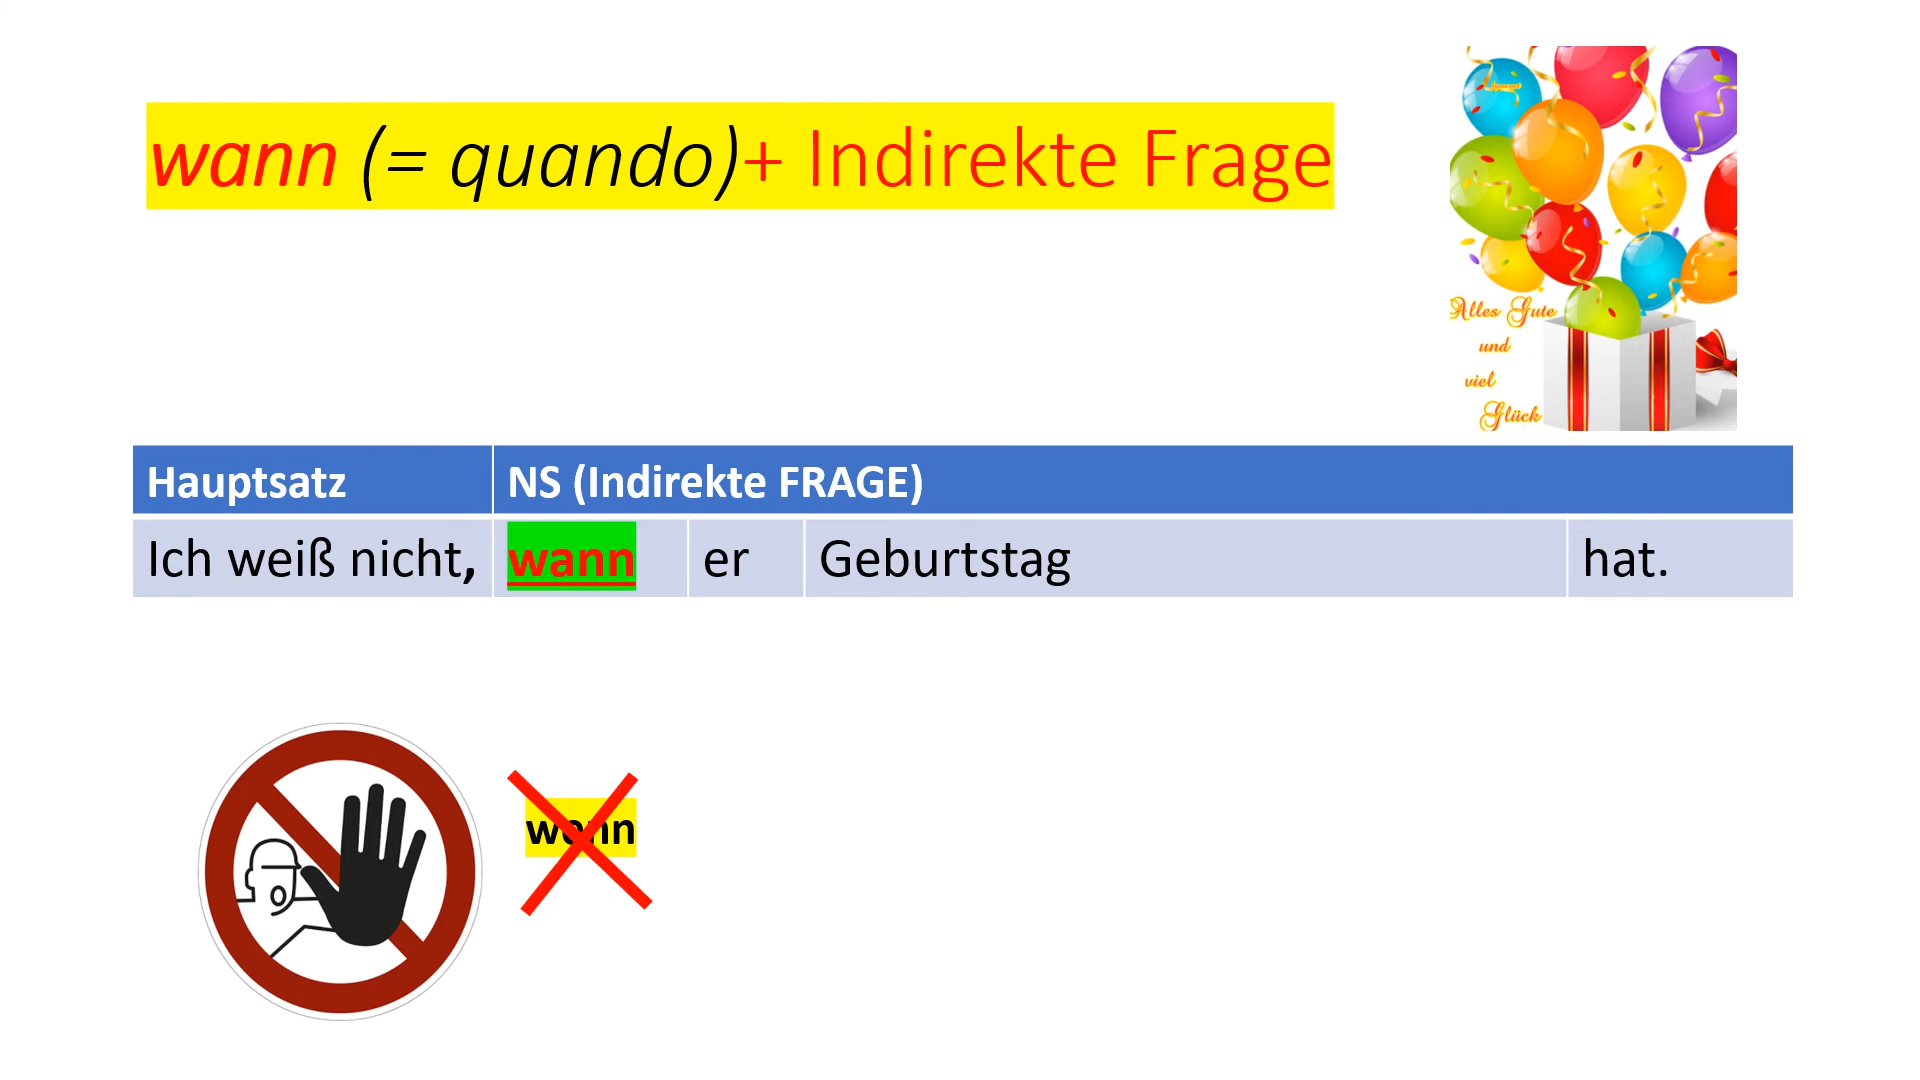 wann (= quando)+ Indirekte Frage
Alles Gute
und
viel
Glück
Hauptsatz NS (Indirekte FRAGE)
Ich weiß nicht, wann er Geburtstag hat.
wenn